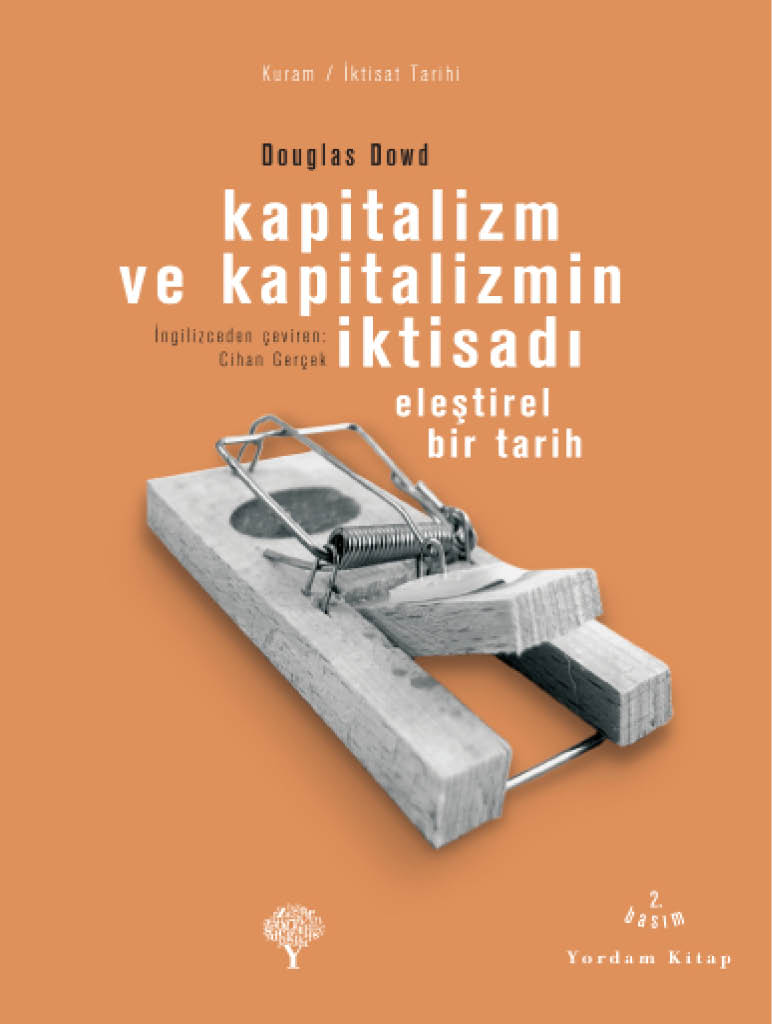 Kuram / İktisat Tarihi
Douglas Dowd
kapitalizm
ve kapitalizmin
İngilizceden çeviren:
Cihan Gerçek
iktisadı
eleştirel
bir tarih
2.
basım
Yordam Kitap